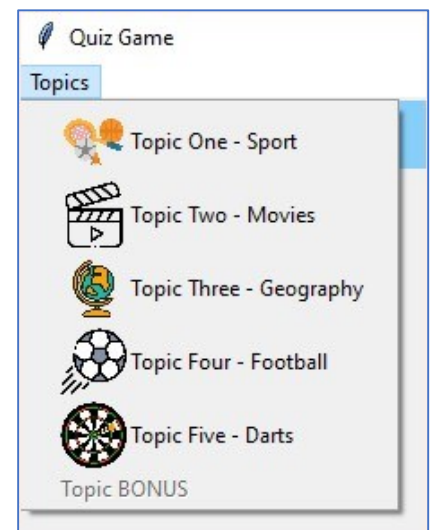 Quiz Game
Topics
Topic One - Sport
Topic Two - Movies
Topic Three - Geography
Topic Four - Football
Topic Five - Darts
Topic BONUS